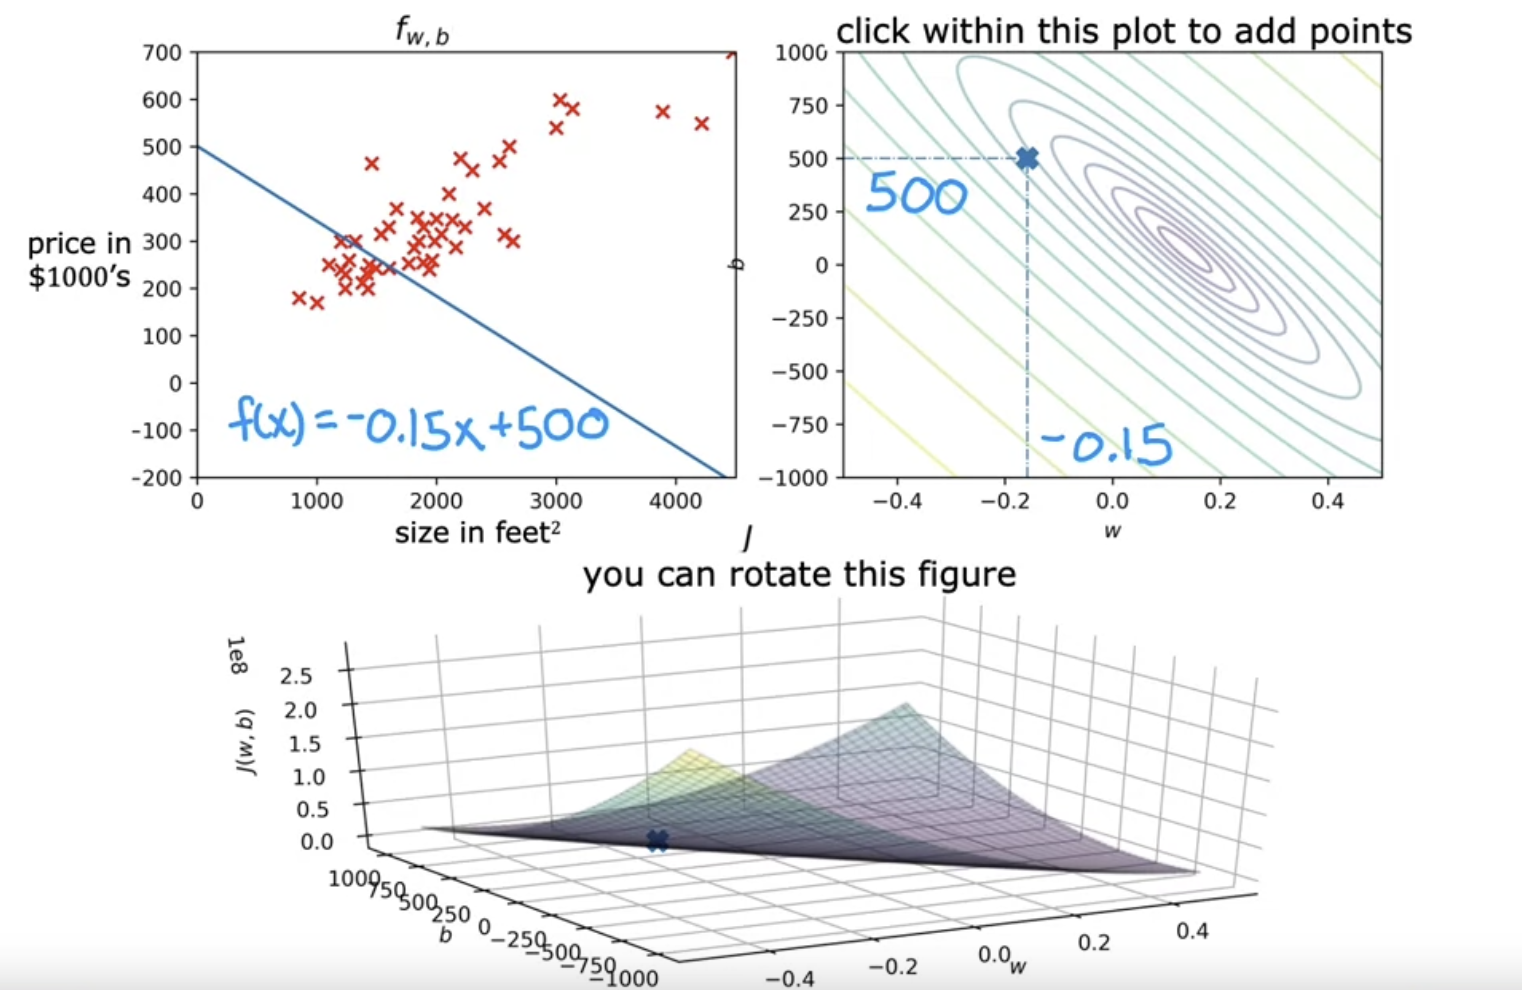 f_{w, b}
700
600
500
400
300
200
100
0
-100
-200
price in
$1000's
f(x) = -0.15x + 500
0 1000 2000 3000 4000
size in feet²
click within this plot to add points
1000
750
500
250
0
−250
−500
−750
−1000
b
500
-0.15
−0.4 −0.2 0.0 0.2 0.4
w
J
you can rotate this figure
1e8
J(w, b)
2.5
2.0
1.5
1.0
0.5
0.0
1000
750
500
250
0
−250
−500
−750
−1000
b
−0.4 −0.2 0.0 0.2 0.4
w